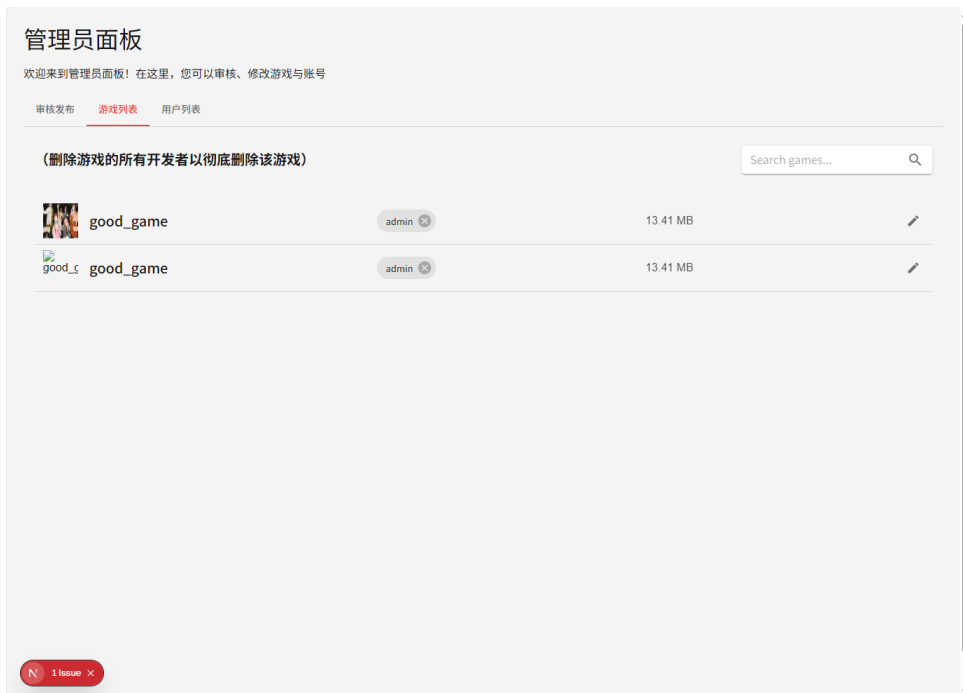 管理员面板
欢迎来到管理员面板！在这里，您可以审核、修改游戏与账号
审核发布 游戏列表 用户列表
（删除游戏的所有开发者以彻底删除该游戏） Search games...
good_game admin 13.41 MB
good_g good_game admin 13.41 MB
N 1 Issue